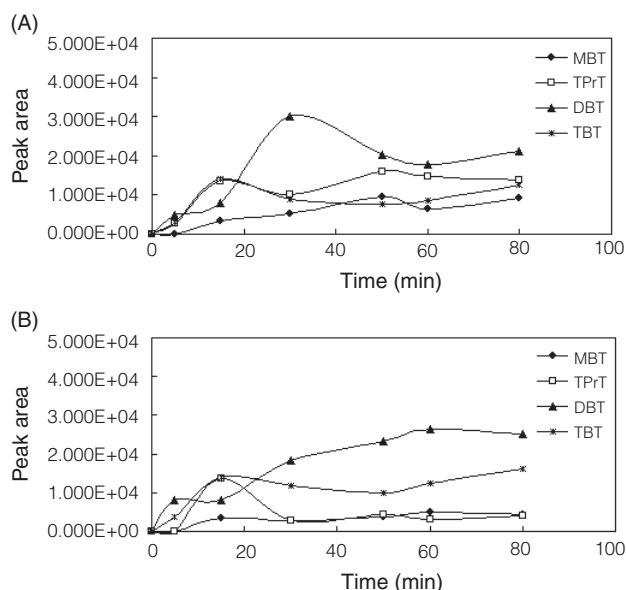 (A)
5.000E+04
4.000E+04
3.000E+04
2.000E+04
1.000E+04
0.000E+00
Peak area
0 20 40 60 80 100
Time (min)
MBT
TPrT
DBT
TBT
(B)
5.000E+04
4.000E+04
3.000E+04
2.000E+04
1.000E+04
0.000E+00
Peak area
0 20 40 60 80 100
Time (min)
MBT
TPrT
DBT
TBT